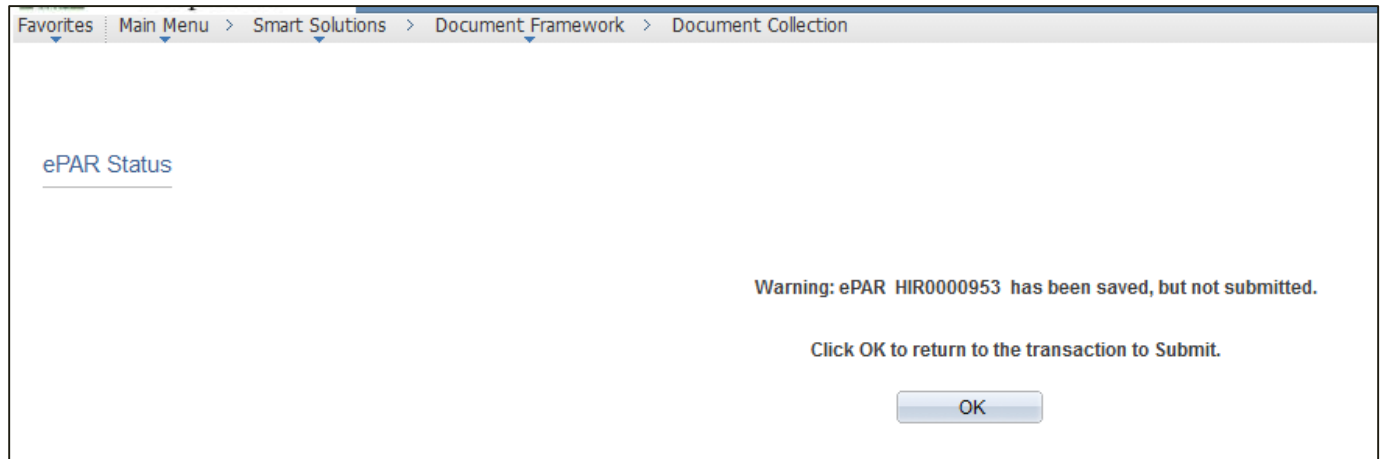 Favorites Main Menu > Smart Solutions > Document Framework > Document Collection
ePAR Status
Warning: ePAR HIR0000953 has been saved, but not submitted.
Click OK to return to the transaction to Submit.
OK